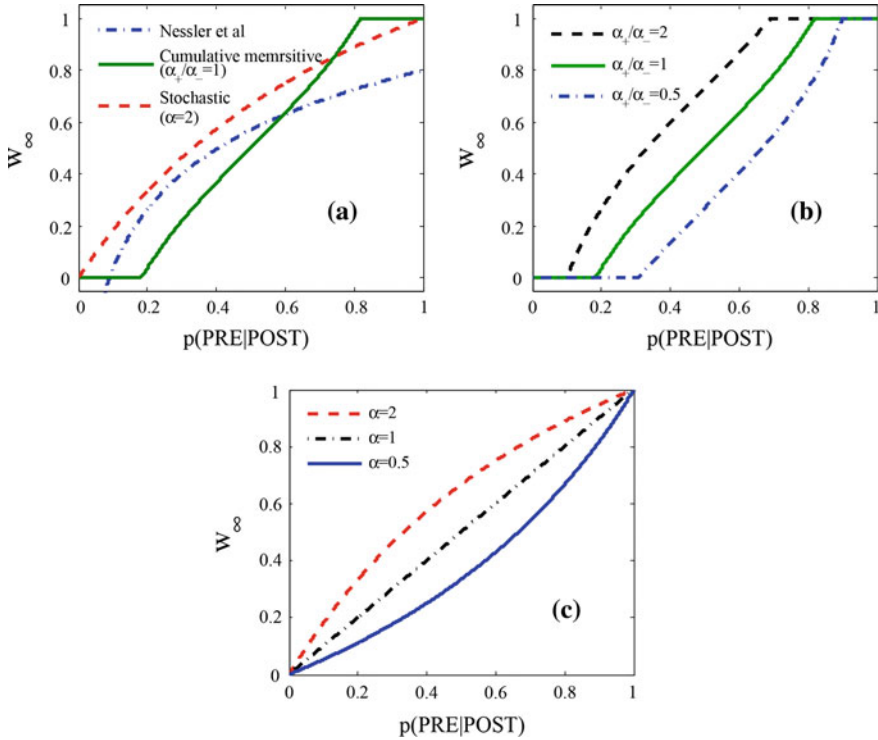 1
0.8
0.6
0.4
0.2
0
W∞
Nessler et al
Cumulative memrsitive
(α+/α-=1)
Stochastic
(α=2)
(a)
0 0.2 0.4 0.6 0.8 1
p(PRE|POST)
1
0.8
0.6
0.4
0.2
0
W∞
α+/α-=2
α+/α-=1
α+/α-=0.5
(b)
0 0.2 0.4 0.6 0.8 1
p(PRE|POST)
1
0.8
0.6
0.4
0.2
0
W∞
α=2
α=1
α=0.5
(c)
0 0.2 0.4 0.6 0.8 1
p(PRE|POST)